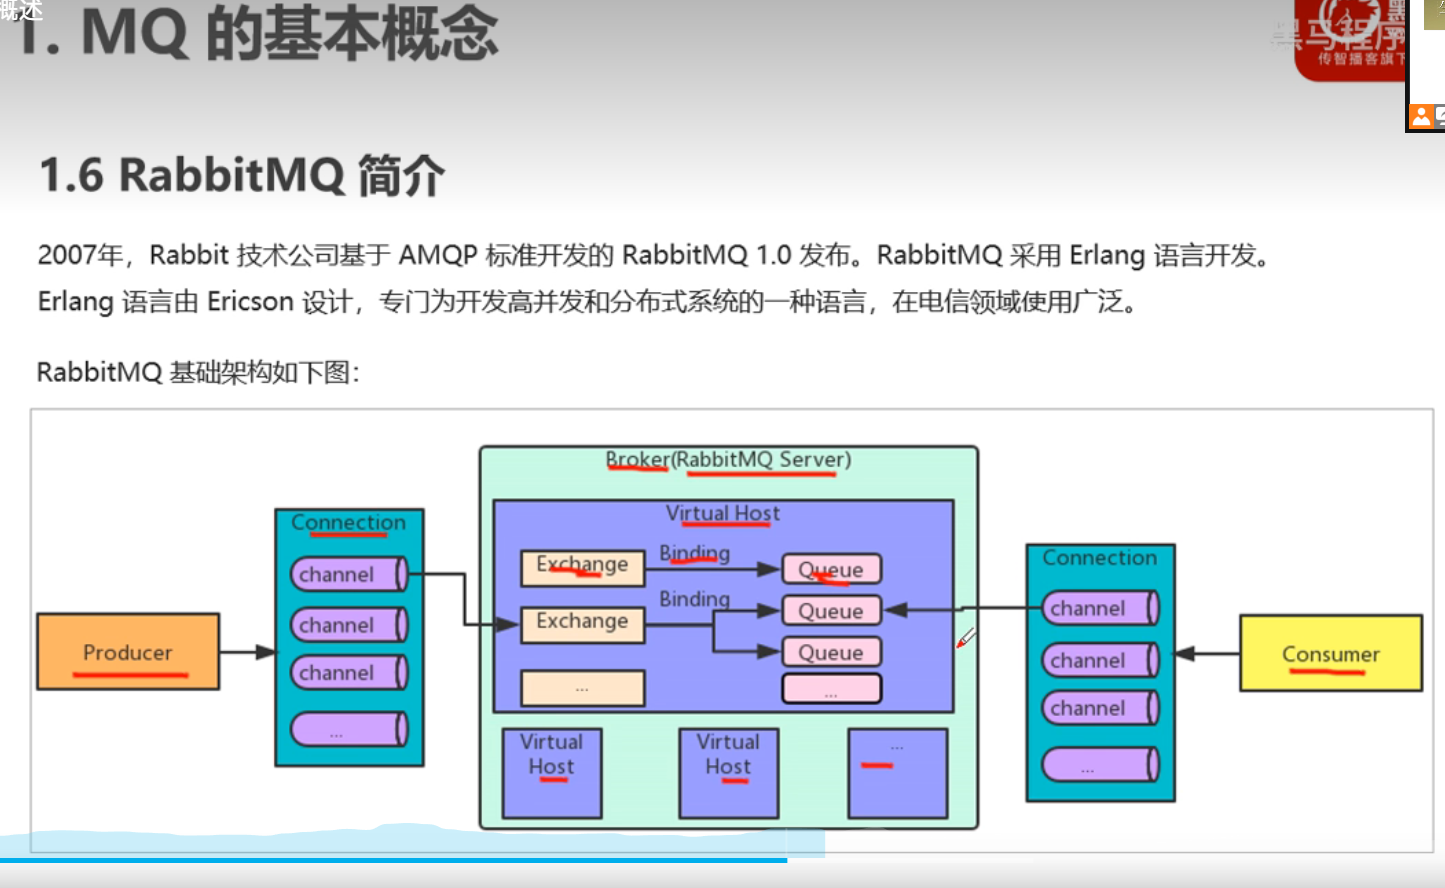 概述
1. MQ 的基本概念
黑马程序
传智播客旗下
1.6 RabbitMQ 简介
2007年，Rabbit 技术公司基于 AMQP 标准开发的 RabbitMQ 1.0 发布。RabbitMQ 采用 Erlang 语言开发。
Erlang 语言由 Ericson 设计，专门为开发高并发和分布式系统的一种语言，在电信领域使用广泛。
RabbitMQ 基础架构如下图：
Broker(RabbitMQ Server)
Virtual Host
Connection
channel
channel
channel
...
Producer
Exchange
Binding
Queue
Exchange
Binding
Queue
Queue
...
...
Virtual
Host
Virtual
Host
...
Connection
channel
channel
channel
...
Consumer